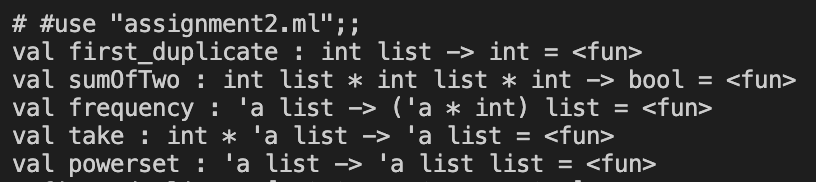 # #use "assignment2.ml";;
val first_duplicate : int list -> int = <fun>
val sumOfTwo : int list * int list * int -> bool = <fun>
val frequency : 'a list -> ('a * int) list = <fun>
val take : int * 'a list -> 'a list = <fun>
val powerset : 'a list -> 'a list list = <fun>